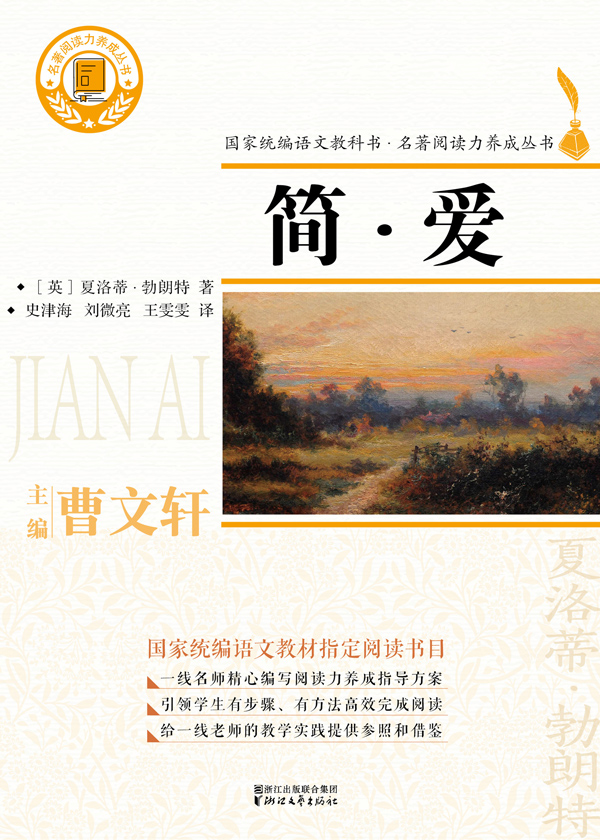 名著阅读力养成丛书
国家统编语文教科书·名著阅读力养成丛书
简·爱
◆ [英] 夏洛蒂·勃朗特 著
◆ 史津海 刘微亮 王雯雯 译
JIAN AI
主编 曹文轩
夏洛蒂·勃朗特
国家统编语文教材指定阅读书目
一线名师精心编写阅读力养成指导方案
引领学生有步骤、有方法高效完成阅读
给一线老师的教学实践提供参照和借鉴
浙江出版联合集团
浙江文艺出版社